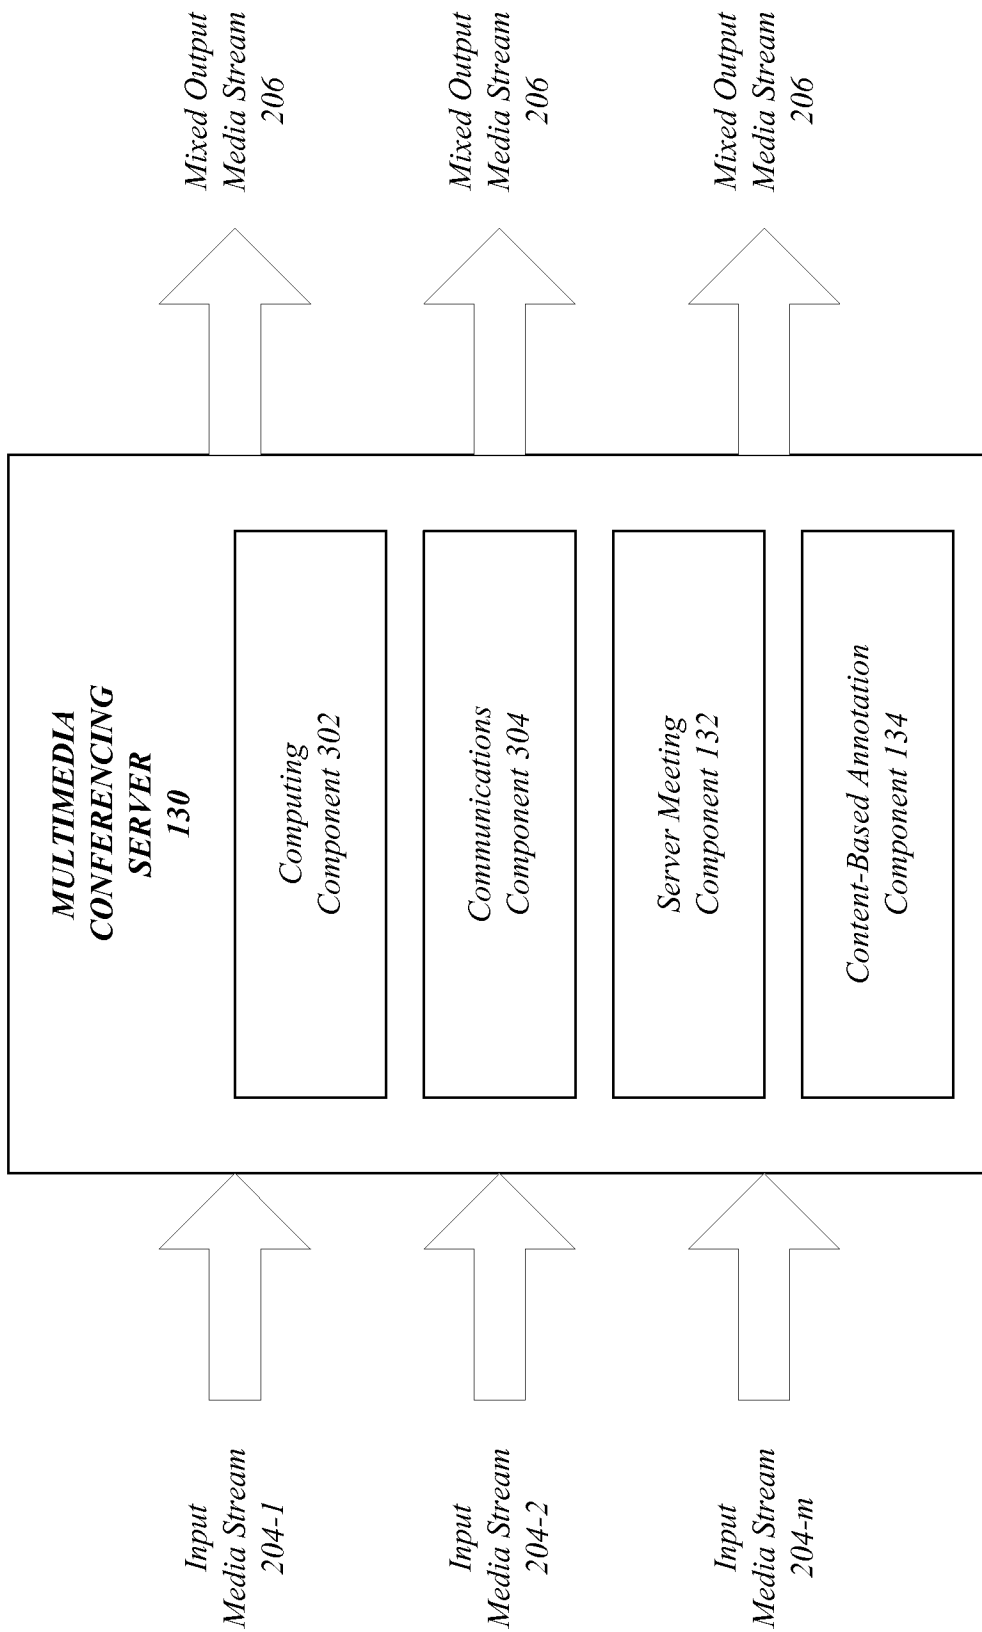 MULTIMEDIA
CONFERENCING
SERVER
130
Input
Media Stream
204-1
Input
Media Stream
204-2
Input
Media Stream
204-m
Computing
Component 302
Communications
Component 304
Server Meeting
Component 132
Content-Based Annotation
Component 134
Mixed Output
Media Stream
206
Mixed Output
Media Stream
206
Mixed Output
Media Stream
206